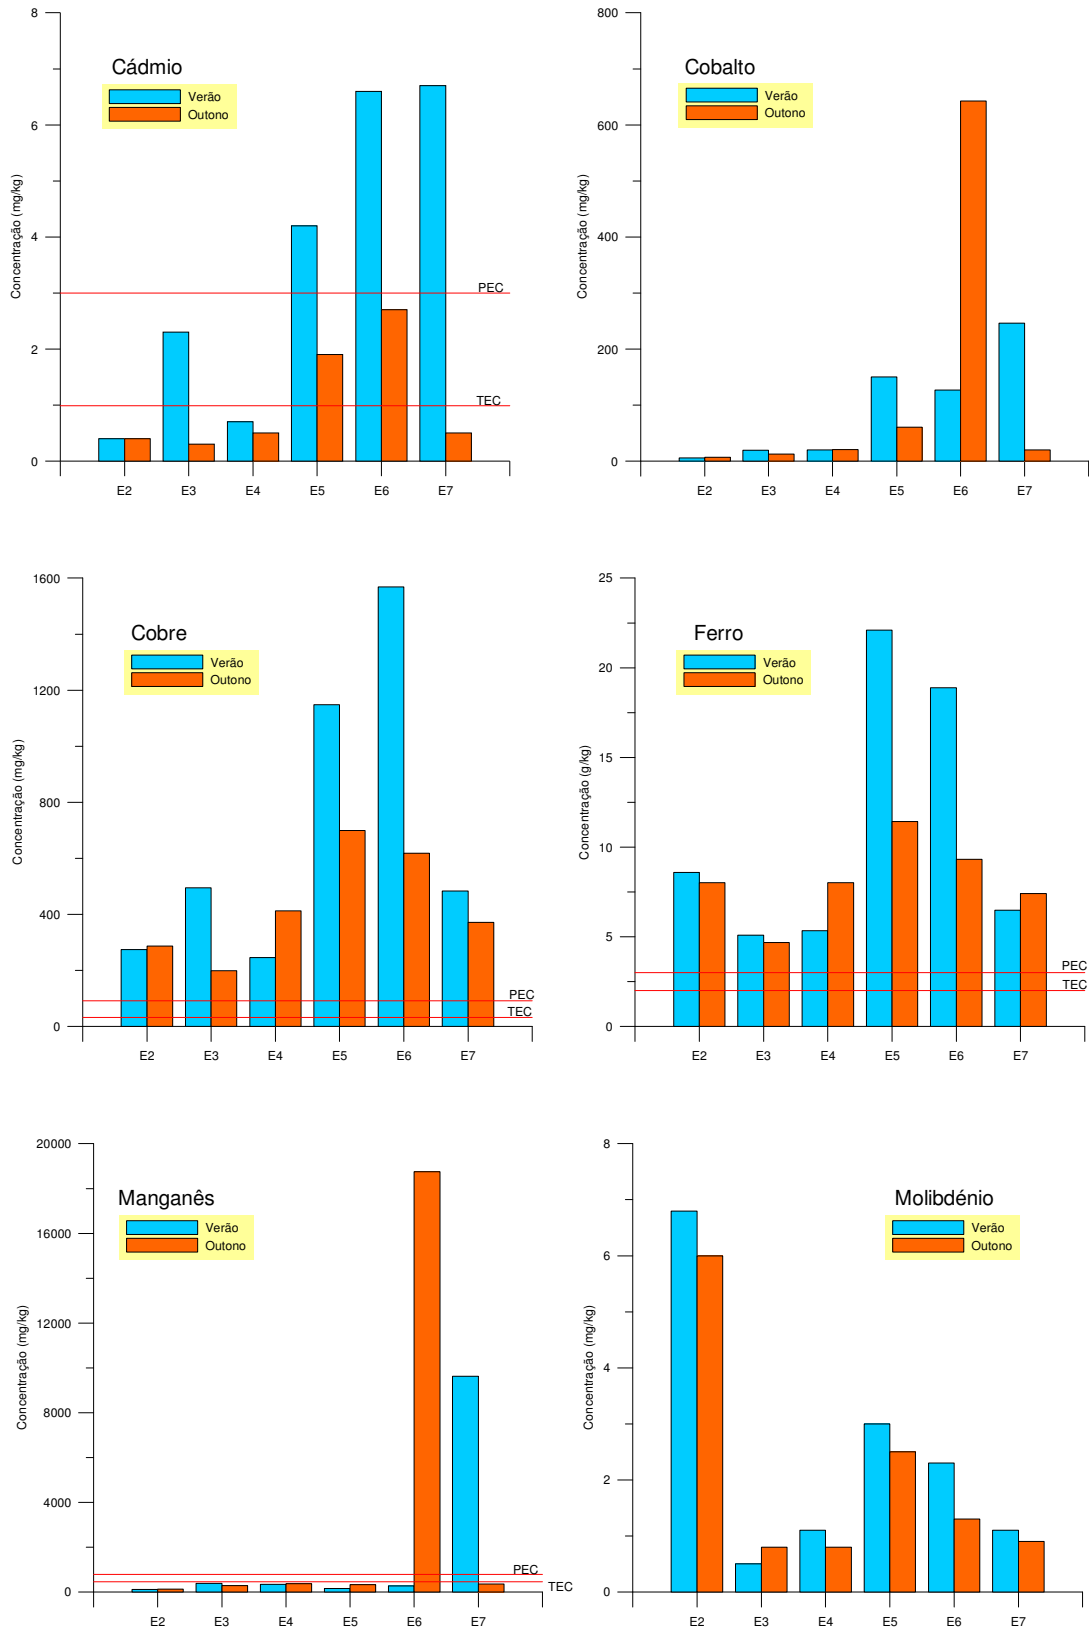 Cádmio
Verão
Outono
Concentração (mg/kg)
8
6
4
2
0
PEC
TEC
E2 E3 E4 E5 E6 E7
Cobalto
Verão
Outono
Concentração (mg/kg)
800
600
400
200
0
E2 E3 E4 E5 E6 E7
Cobre
Verão
Outono
Concentração (mg/kg)
1600
1200
800
400
0
PEC
TEC
E2 E3 E4 E5 E6 E7
Ferro
Verão
Outono
Concentração (g/kg)
25
20
15
10
5
0
PEC
TEC
E2 E3 E4 E5 E6 E7
Manganês
Verão
Outono
Concentração (mg/kg)
20000
16000
12000
8000
4000
0
PEC
TEC
E2 E3 E4 E5 E6 E7
Molibdénio
Verão
Outono
Concentração (mg/kg)
8
6
4
2
0
E2 E3 E4 E5 E6 E7